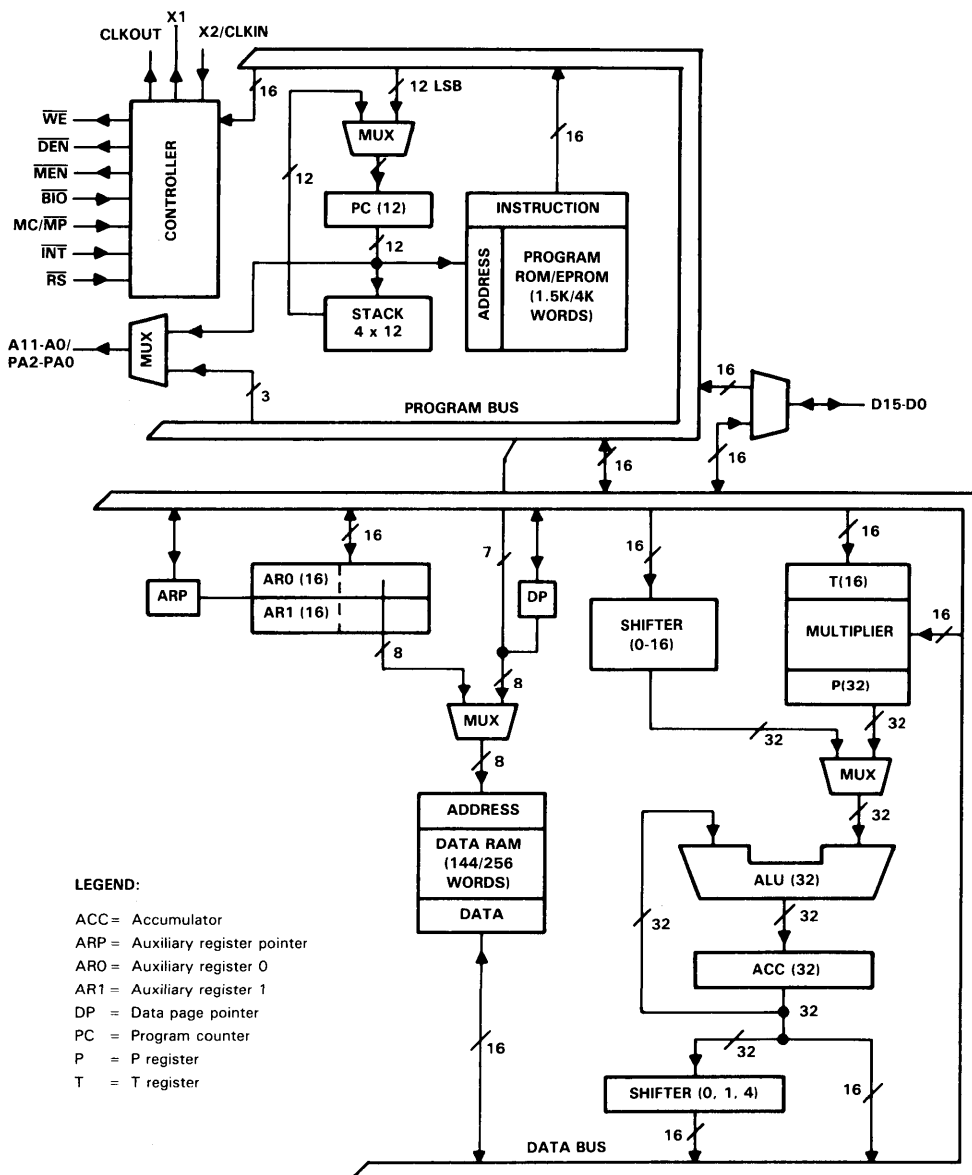 X1
CLKOUT
X2/CLKIN
WE
DEN
MEN
BIO
MC/MP
INT
RS
CONTROLLER
16
12 LSB
MUX
12
PC (12)
12
STACK
4 x 12
16
INSTRUCTION
ADDRESS
PROGRAM
ROM/EPROM
(1.5K/4K
WORDS)
A11-A0/
PA2-PA0
MUX
3
PROGRAM BUS
16
16
16
D15-D0
ARP
16
AR0 (16)
AR1 (16)
8
7
DP
8
MUX
8
ADDRESS
DATA RAM
(144/256
WORDS)
DATA
16
16
SHIFTER
(0-16)
16
T(16)
MULTIPLIER
P(32)
16
32
32
MUX
32
ALU (32)
32
32
ACC (32)
32
32
SHIFTER (0, 1, 4)
16
16
DATA BUS
LEGEND:
ACC = Accumulator
ARP = Auxiliary register pointer
AR0 = Auxiliary register 0
AR1 = Auxiliary register 1
DP = Data page pointer
PC = Program counter
P = P register
T = T register